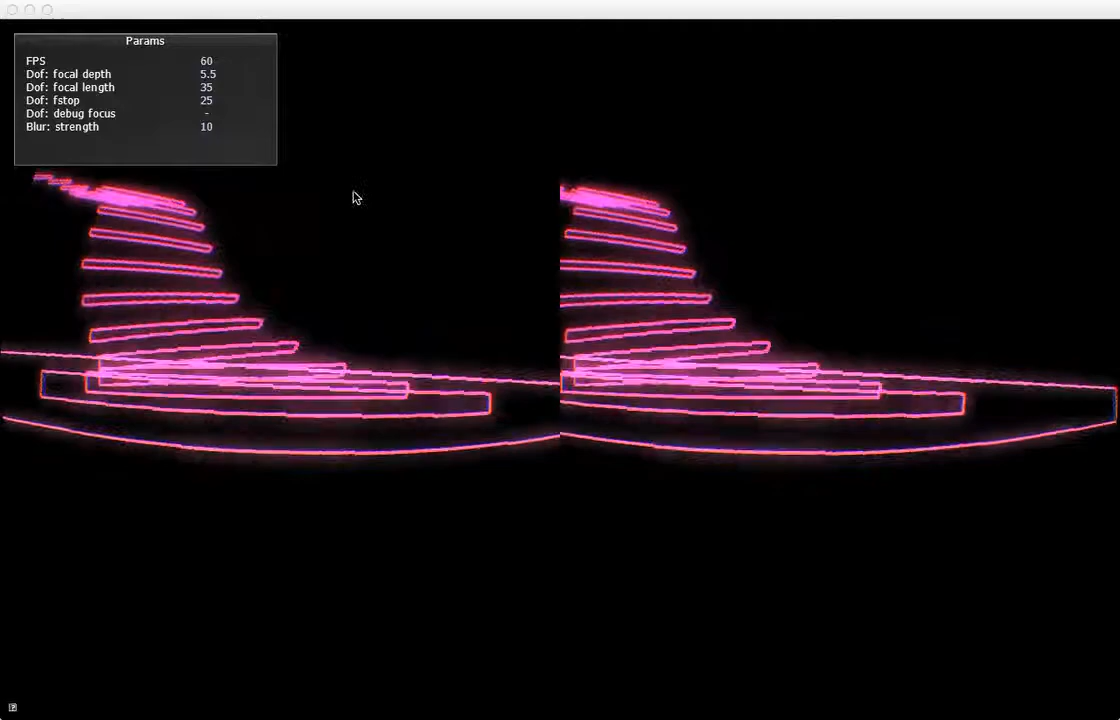 Params
FPS 60
Dof: focal depth 5.5
Dof: focal length 35
Dof: fstop 25
Dof: debug focus -
Blur: strength 10